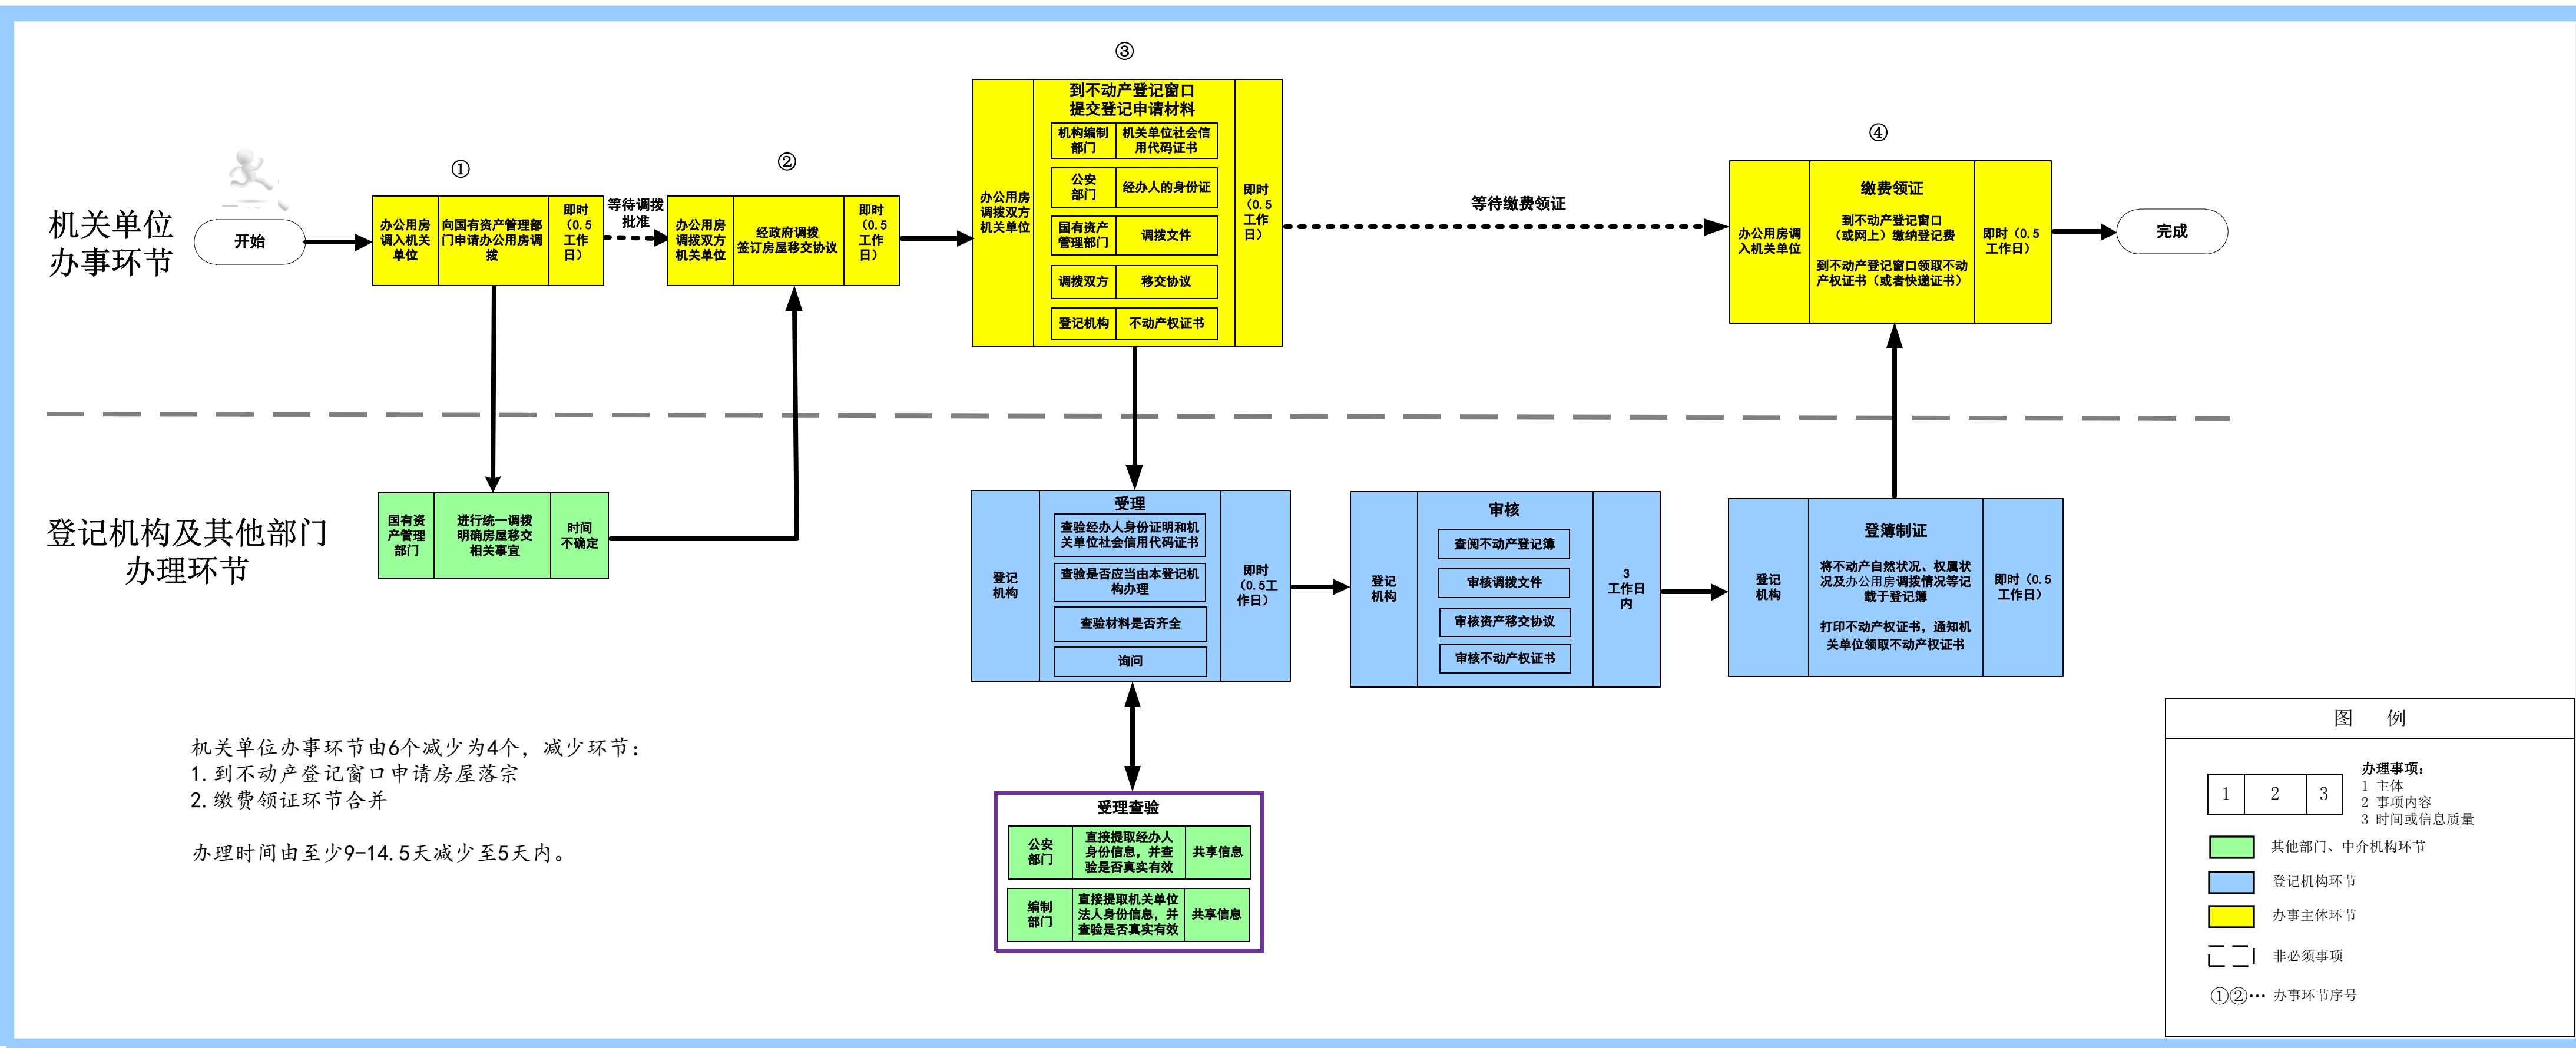 机关单位
办事环节
开始
①
办公用房
调入机关
单位
向国有资产管理部
门申请办公用房调
拨
即时
（0.5
工作
日）
等待调拨
批准
②
办公用房
调拨双方
机关单位
经政府调拨
签订房屋移交协议
即时
（0.5
工作
日）
③
办公用房
调拨双方
机关单位
到不动产登记窗口
提交登记申请材料
机构编制
部门
机关单位社会信
用代码证书
公安
部门
经办人的身份证
国有资产
管理部门
调拨文件
调拨双方
移交协议
登记机构
不动产权证书
即时
（0.5
工作
日）
等待缴费领证
④
办公用房调
入机关单位
缴费领证
到不动产登记窗口
（或网上）缴纳登记费
到不动产登记窗口领取不动
产权证书（或者快递证书）
即时（0.5
工作日）
完成
登记机构及其他部门
办理环节
国有资
产管理
部门
进行统一调拨
明确房屋移交
相关事宜
时间
不确定
登记
机构
受理
查验经办人身份证明和机
关单位社会信用代码证书
查验是否应当由本登记机
构办理
查验材料是否齐全
询问
即时
（0.5工
作日）
登记
机构
审核
查阅不动产登记簿
审核调拨文件
审核资产移交协议
审核不动产权证书
3
工作日
内
登记
机构
登簿制证
将不动产自然状况、权属状
况及办公用房调拨情况等记
载于登记簿
打印不动产权证书，通知机
关单位领取不动产权证书
即时（0.5
工作日）
受理查验
公安
部门
直接提取经办人
身份信息，并查
验是否真实有效
共享信息
编制
部门
直接提取机关单位
法人身份信息，并
查验是否真实有效
共享信息
机关单位办事环节由6个减少为4个，减少环节：
1.到不动产登记窗口申请房屋落宗
2.缴费领证环节合并
办理时间由至少9-14.5天减少至5天内。
图 例
1 2 3
办理事项：
1 主体
2 事项内容
3 时间或信息质量
其他部门、中介机构环节
登记机构环节
办事主体环节
非必须事项
①②… 办事环节序号